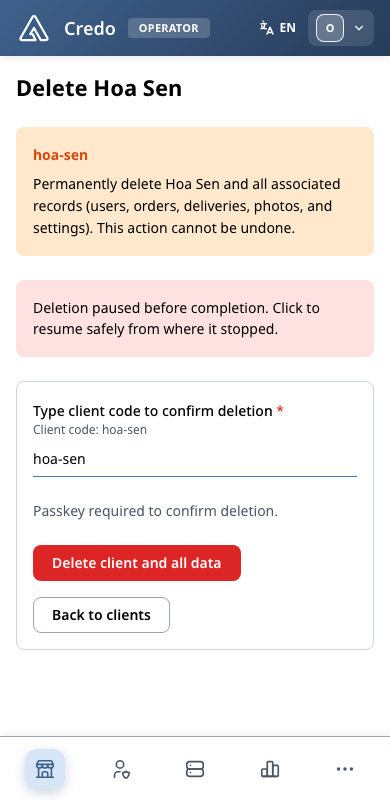 Credo OPERATOR EN O
Delete Hoa Sen
hoa-sen
Permanently delete Hoa Sen and all associated
records (users, orders, deliveries, photos, and
settings). This action cannot be undone.
Deletion paused before completion. Click to
resume safely from where it stopped.
Type client code to confirm deletion *
Client code: hoa-sen
hoa-sen
Passkey required to confirm deletion.
Delete client and all data
Back to clients